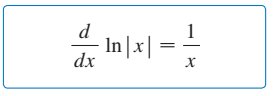 d/dx ln|x| = 1/x